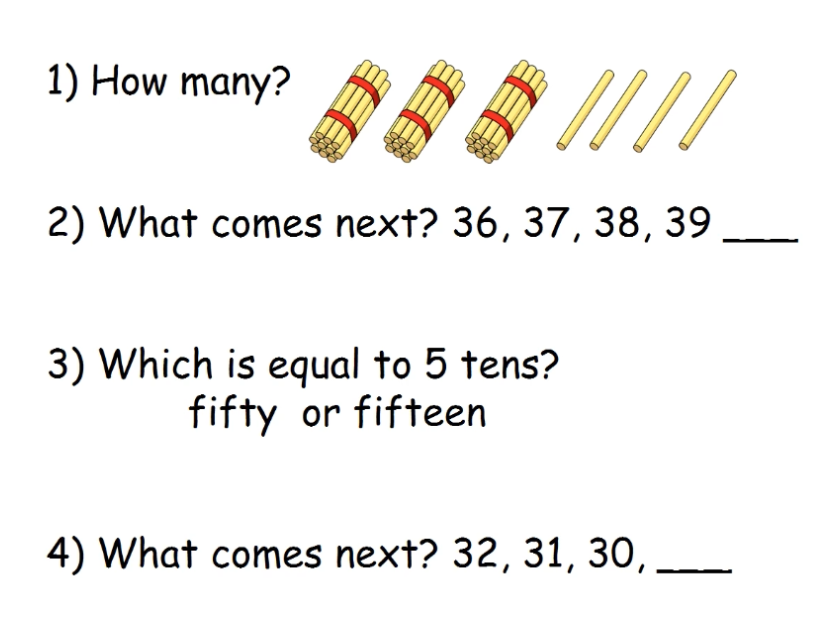 1) How many?
2) What comes next? 36, 37, 38, 39 ___
3) Which is equal to 5 tens?
fifty or fifteen
4) What comes next? 32, 31, 30, ___